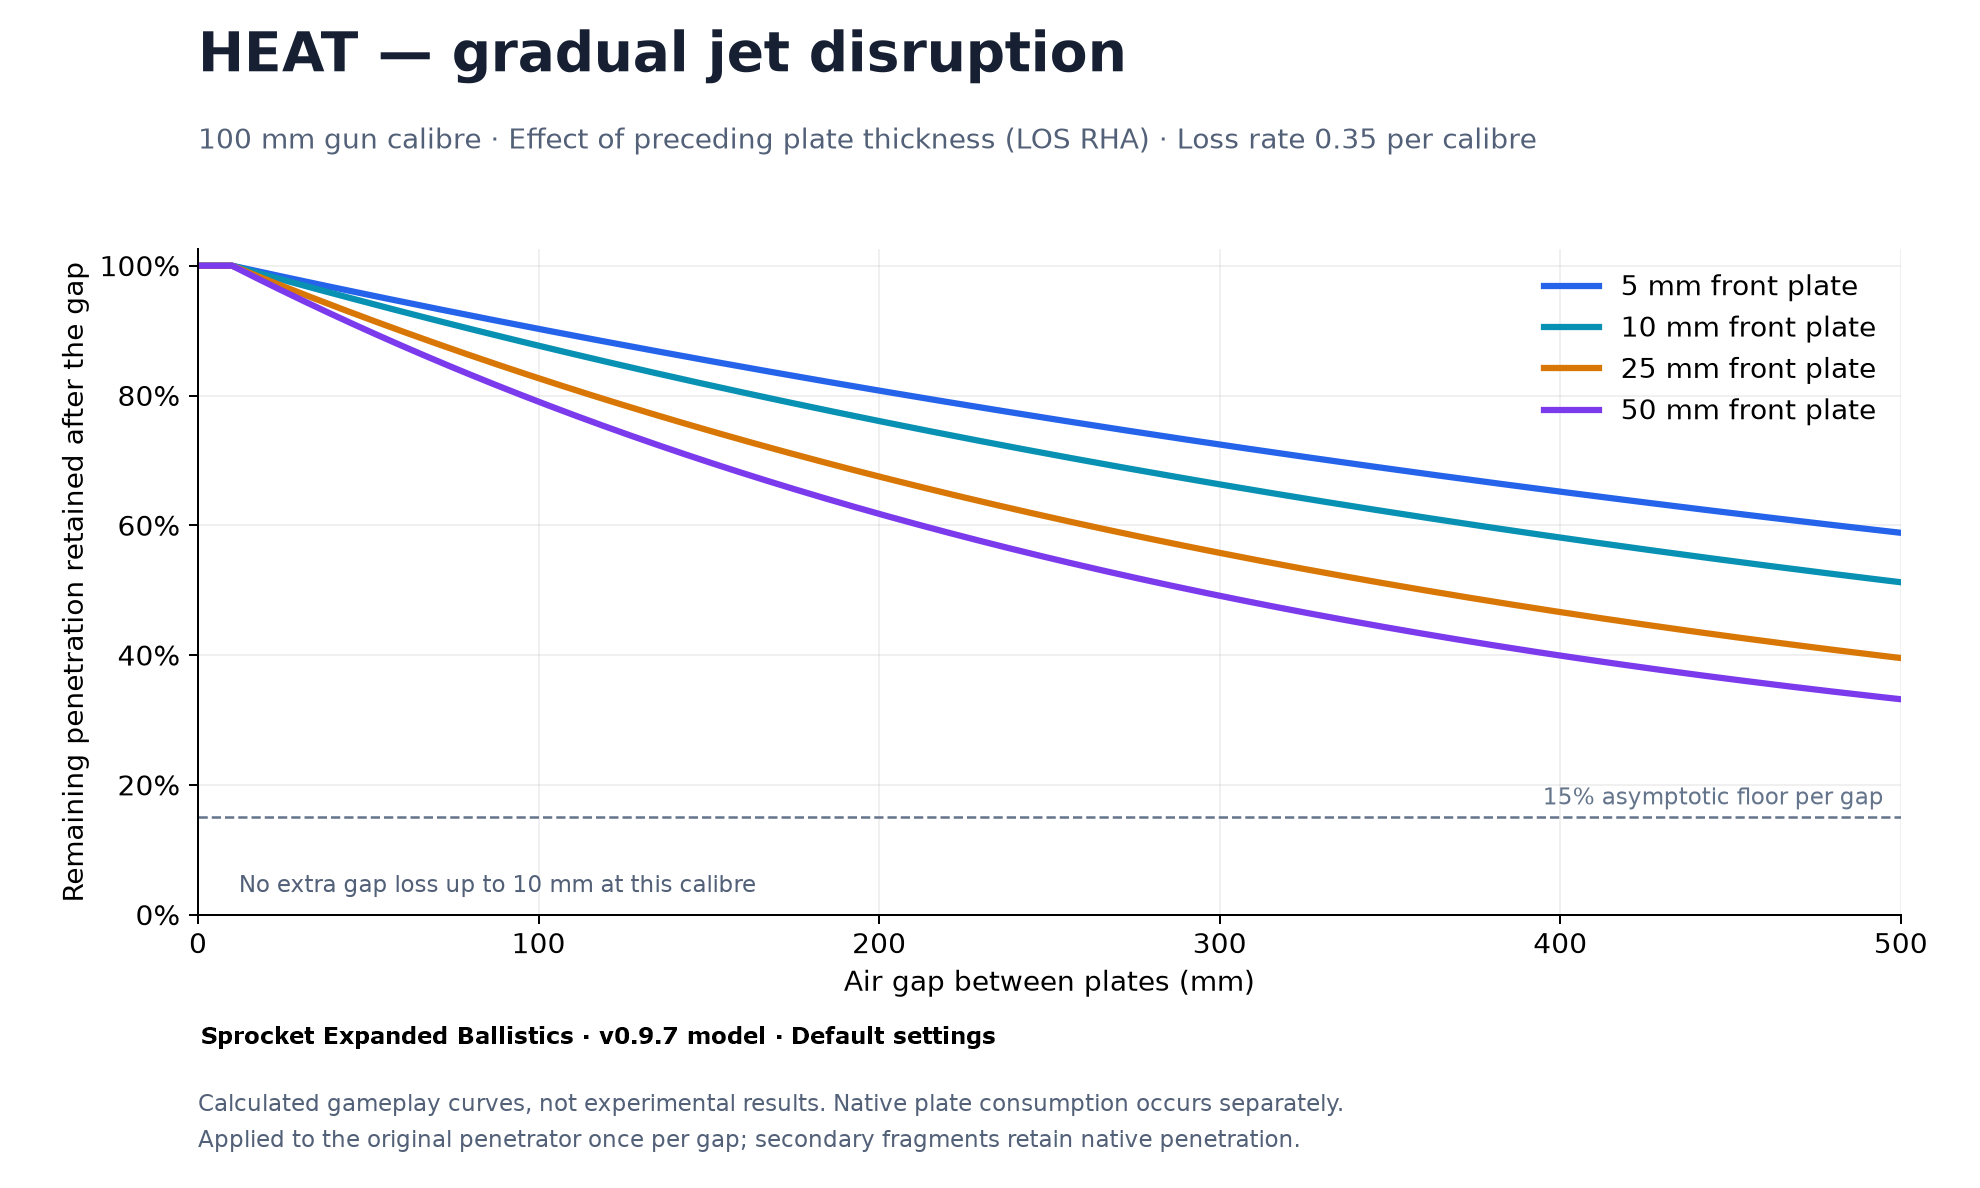 HEAT — gradual jet disruption
100 mm gun calibre · Effect of preceding plate thickness (LOS RHA) · Loss rate 0.35 per calibre
Remaining penetration retained after the gap
100%
80%
60%
40%
20%
0%
5 mm front plate
10 mm front plate
25 mm front plate
50 mm front plate
15% asymptotic floor per gap
No extra gap loss up to 10 mm at this calibre
0 100 200 300 400 500
Air gap between plates (mm)
Sprocket Expanded Ballistics · v0.9.7 model · Default settings
Calculated gameplay curves, not experimental results. Native plate consumption occurs separately.
Applied to the original penetrator once per gap; secondary fragments retain native penetration.